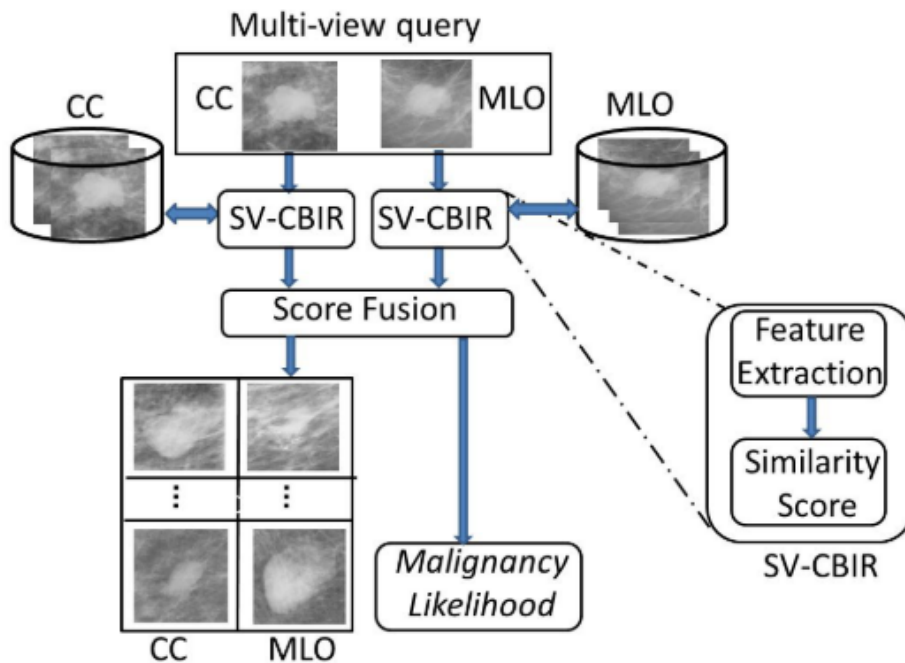 Multi-view query
CC
MLO
CC
MLO
SV-CBIR
SV-CBIR
Score Fusion
Feature
Extraction
Similarity
Score
SV-CBIR
...
...
Malignancy
Likelihood
CC
MLO